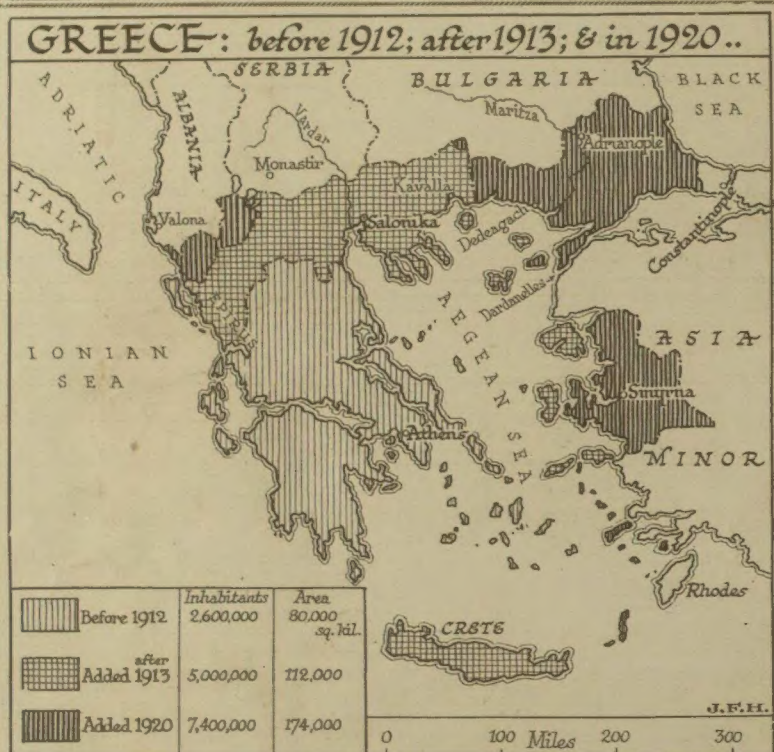 GREECE: before 1912; after 1913; & in 1920..
ADRIATIC
ALBANIA
SERBIA
BULGARIA
BLACK
SEA
Vardar
Maritza
Monastir
Adrianople
ITALY
Valona
Kavalla
Salonika
Dedeagach
Constantinople
Dardanelles
Epirus
IONIAN
SEA
AEGEAN SEA
ASIA
MINOR
Smyrna
Athens
Rhodes
CRETE
Inhabitants Area
Before 1912 2,600,000 80,000
sq. kil.
after
Added 1913 5,000,000 112,000
Added 1920 7,400,000 174,000
J.F.H.
0 100 Miles 200 300